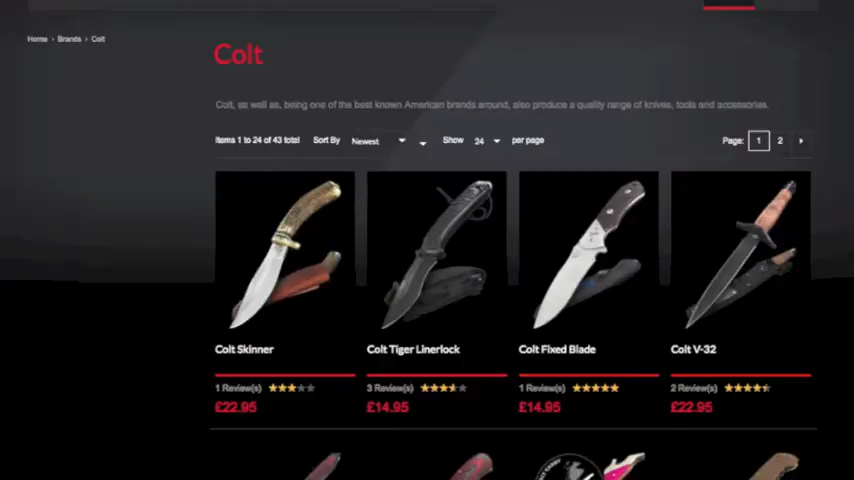 Home › Brands › Colt
Colt
Colt, as well as, being one of the best known American brands around, also produce a quality range of knives, tools and accessories.
Items 1 to 24 of 43 total Sort By Newest Show 24 per page Page: 1 2
Colt Skinner Colt Tiger Linerlock Colt Fixed Blade Colt V-32
1 Review(s) 3 Review(s) 1 Review(s) 2 Review(s)
£22.95 £14.95 £14.95 £22.95